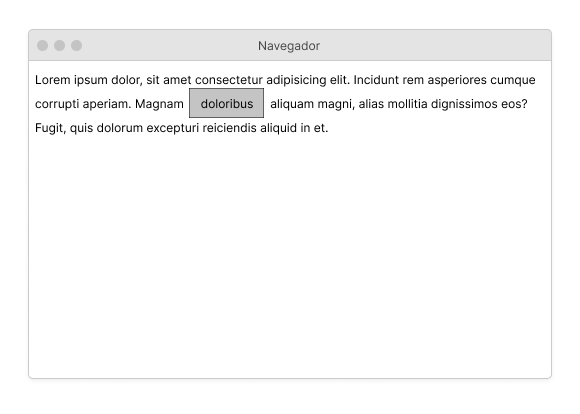 Navegador
Lorem ipsum dolor, sit amet consectetur adipisicing elit. Incidunt rem asperiores cumque
corrupti aperiam. Magnam doloribus aliquam magni, alias mollitia dignissimos eos?
Fugit, quis dolorum excepturi reiciendis aliquid in et.